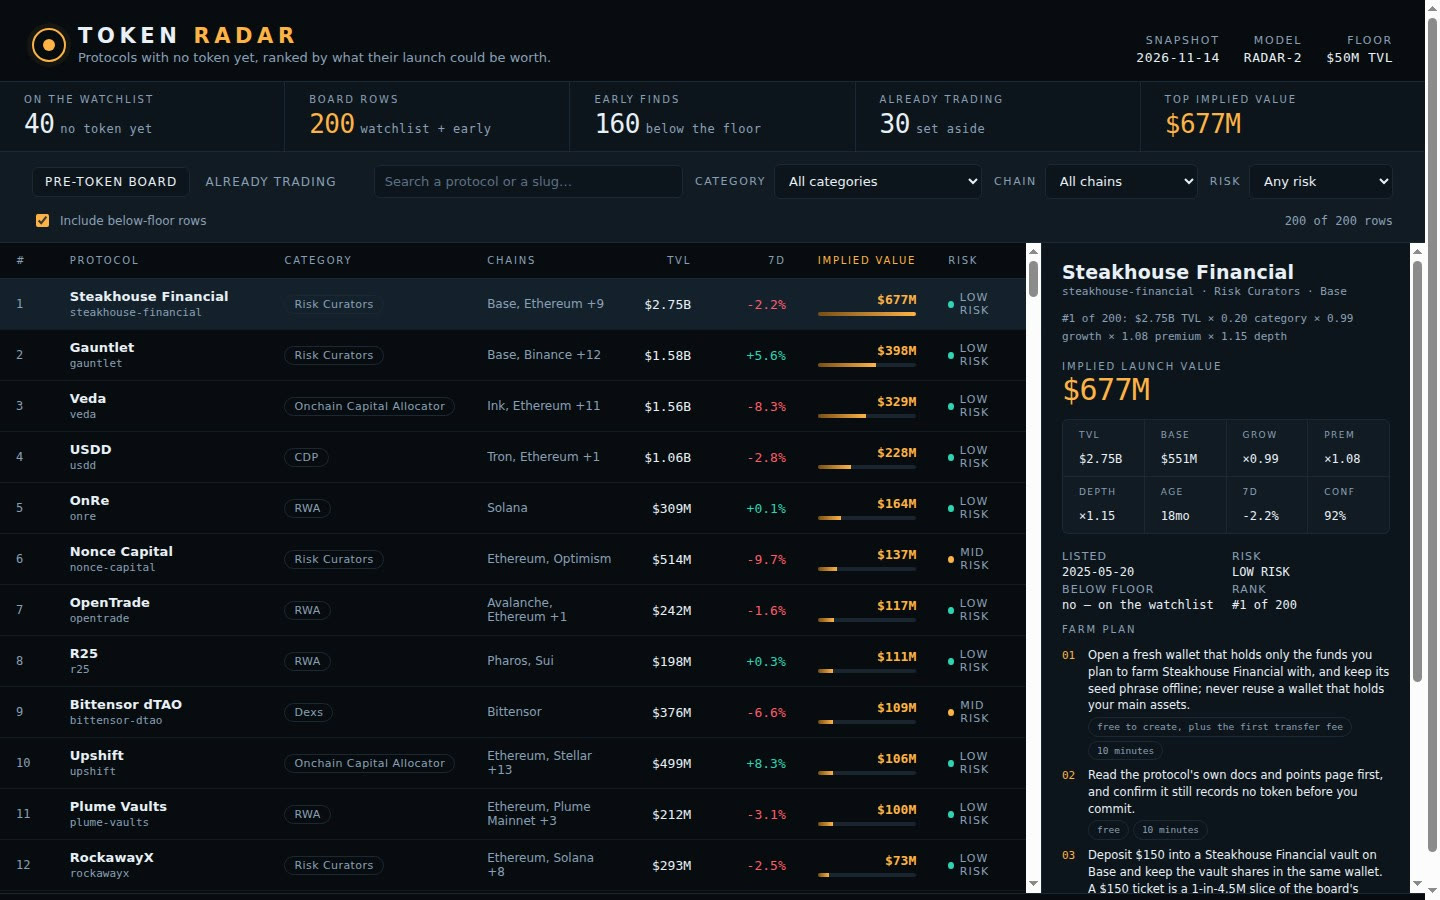 TOKEN RADAR
Protocols with no token yet, ranked by what their launch could be worth.
SNAPSHOT MODEL FLOOR
2026-11-14 RADAR-2 $50M TVL
ON THE WATCHLIST
40 no token yet
BOARD ROWS
200 watchlist + early
EARLY FINDS
160 below the floor
ALREADY TRADING
30 set aside
TOP IMPLIED VALUE
$677M
PRE-TOKEN BOARD ALREADY TRADING Search a protocol or a slug... CATEGORY All categories CHAIN All chains RISK Any risk
Include below-floor rows 200 of 200 rows
# PROTOCOL CATEGORY CHAINS TVL 7D IMPLIED VALUE RISK
1 Steakhouse Financial steakhouse-financial Risk Curators Base, Ethereum +9 $2.75B -2.2% $677M LOW RISK
2 Gauntlet gauntlet Risk Curators Base, Binance +12 $1.58B +5.6% $398M LOW RISK
3 Veda veda Onchain Capital Allocator Ink, Ethereum +11 $1.56B -8.3% $329M LOW RISK
4 USDD usdd CDP Tron, Ethereum +1 $1.06B -2.8% $228M LOW RISK
5 OnRe onre RWA Solana $309M +0.1% $164M LOW RISK
6 Nonce Capital nonce-capital Risk Curators Ethereum, Optimism $514M -9.7% $137M MID RISK
7 OpenTrade opentrade RWA Avalanche, Ethereum +1 $242M -1.6% $117M LOW RISK
8 R25 r25 RWA Pharos, Sui $198M +0.3% $111M LOW RISK
9 Bittensor dTAO bittensor-dtao Dexs Bittensor $376M -6.6% $109M MID RISK
10 Upshift upshift Onchain Capital Allocator Ethereum, Stellar +13 $499M +8.3% $106M LOW RISK
11 Plume Vaults plume-vaults RWA Ethereum, Plume Mainnet +3 $212M -3.1% $100M LOW RISK
12 RockawayX rockawayx Risk Curators Ethereum, Solana +8 $293M -2.5% $73M LOW RISK
Steakhouse Financial
steakhouse-financial · Risk Curators · Base
#1 of 200: $2.75B TVL × 0.20 category × 0.99
growth × 1.08 premium × 1.15 depth
IMPLIED LAUNCH VALUE
$677M
TVL BASE GROW PREM
$2.75B $551M ×0.99 ×1.08
DEPTH AGE 7D CONF
×1.15 18mo -2.2% 92%
LISTED RISK
2025-05-20 LOW RISK
BELOW FLOOR RANK
no — on the watchlist #1 of 200
FARM PLAN
01 Open a fresh wallet that holds only the funds you
plan to farm Steakhouse Financial with, and keep its
seed phrase offline; never reuse a wallet that holds
your main assets.
free to create, plus the first transfer fee
10 minutes
02 Read the protocol's own docs and points page first,
and confirm it still records no token before you
commit.
free 10 minutes
03 Deposit $150 into a Steakhouse Financial vault on
Base and keep the vault shares in the same wallet.
A $150 ticket is a 1-in-4.5M slice of the board's